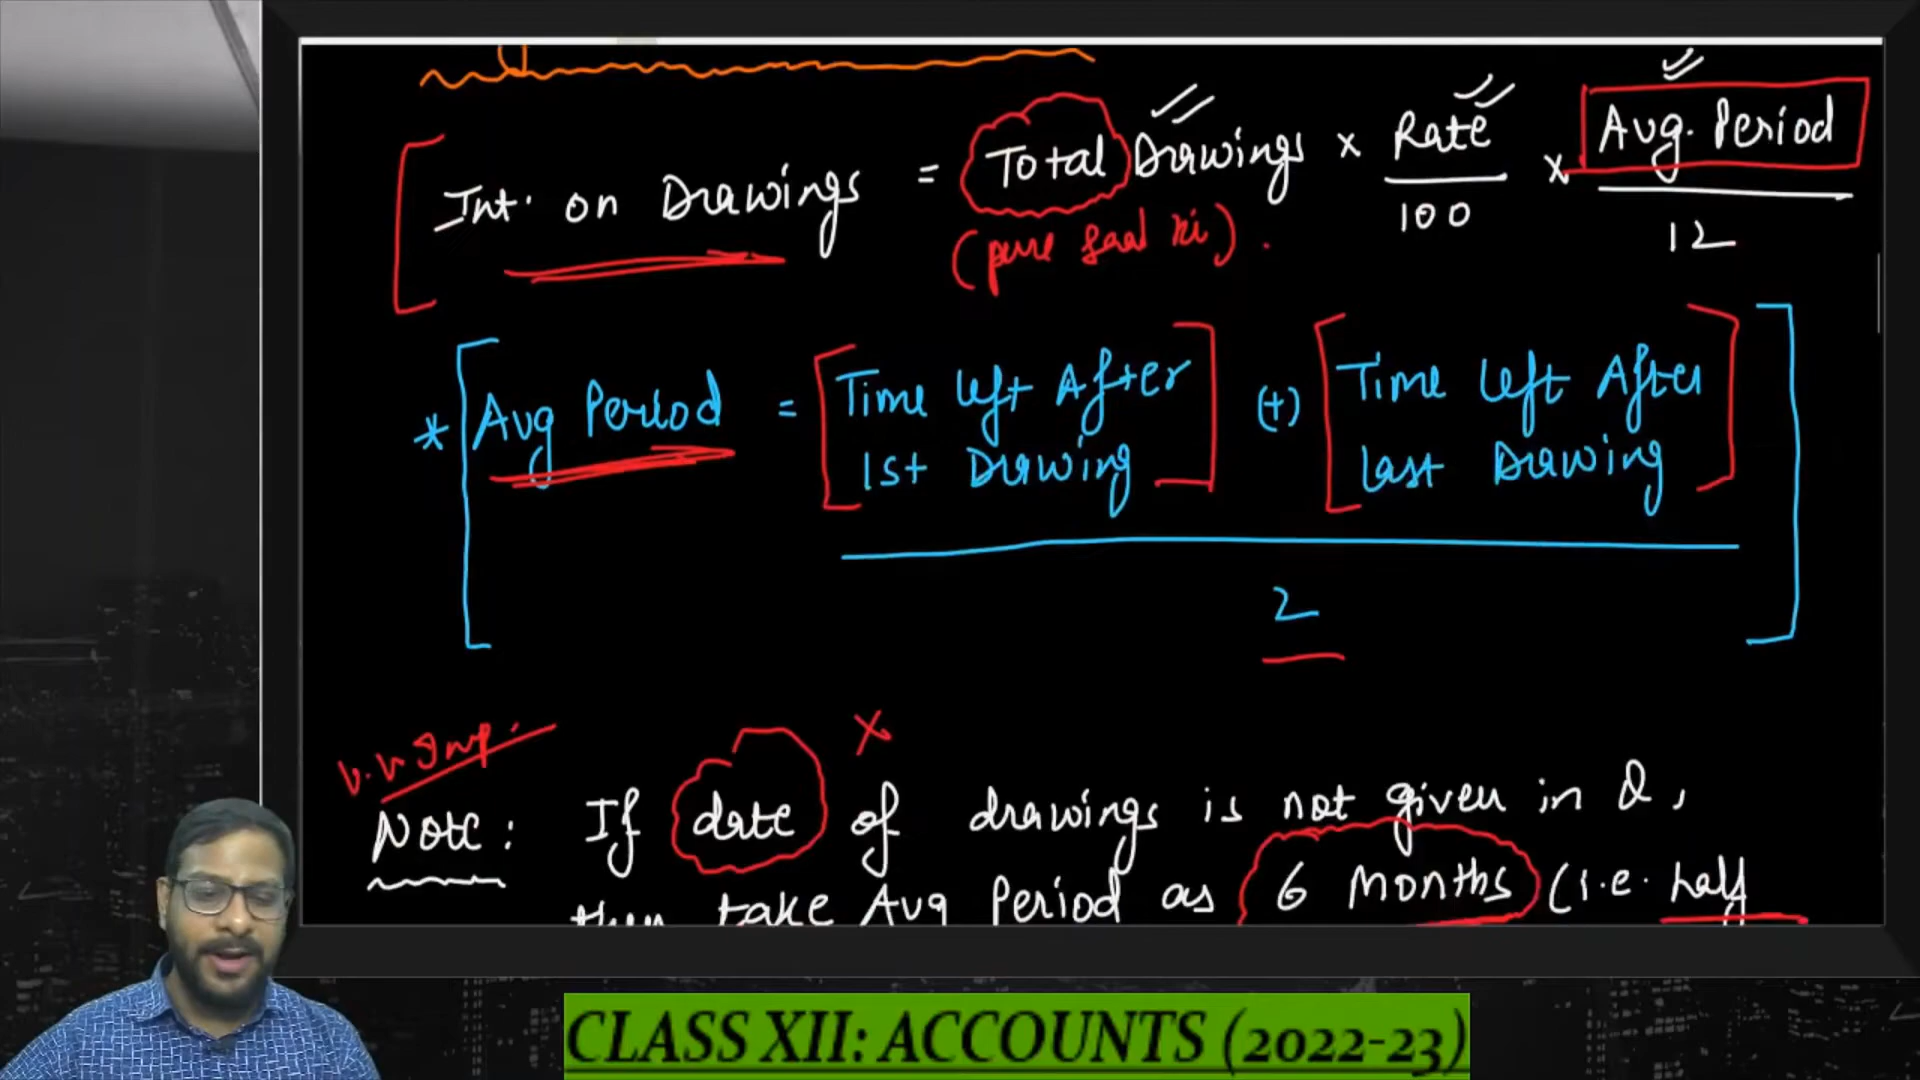 Int. on Drawings = Total Drawings × Rate/100 × Avg. Period/12
(pure saal ki).
* Avg Period = [Time left After 1st Drawing] (+) [Time left After last Drawing]
2
v.v Imp.
Note: If date of drawings is not given in Q,
then take Avg Period as 6 Months (i.e. half
CLASS XII: ACCOUNTS (2022-23)